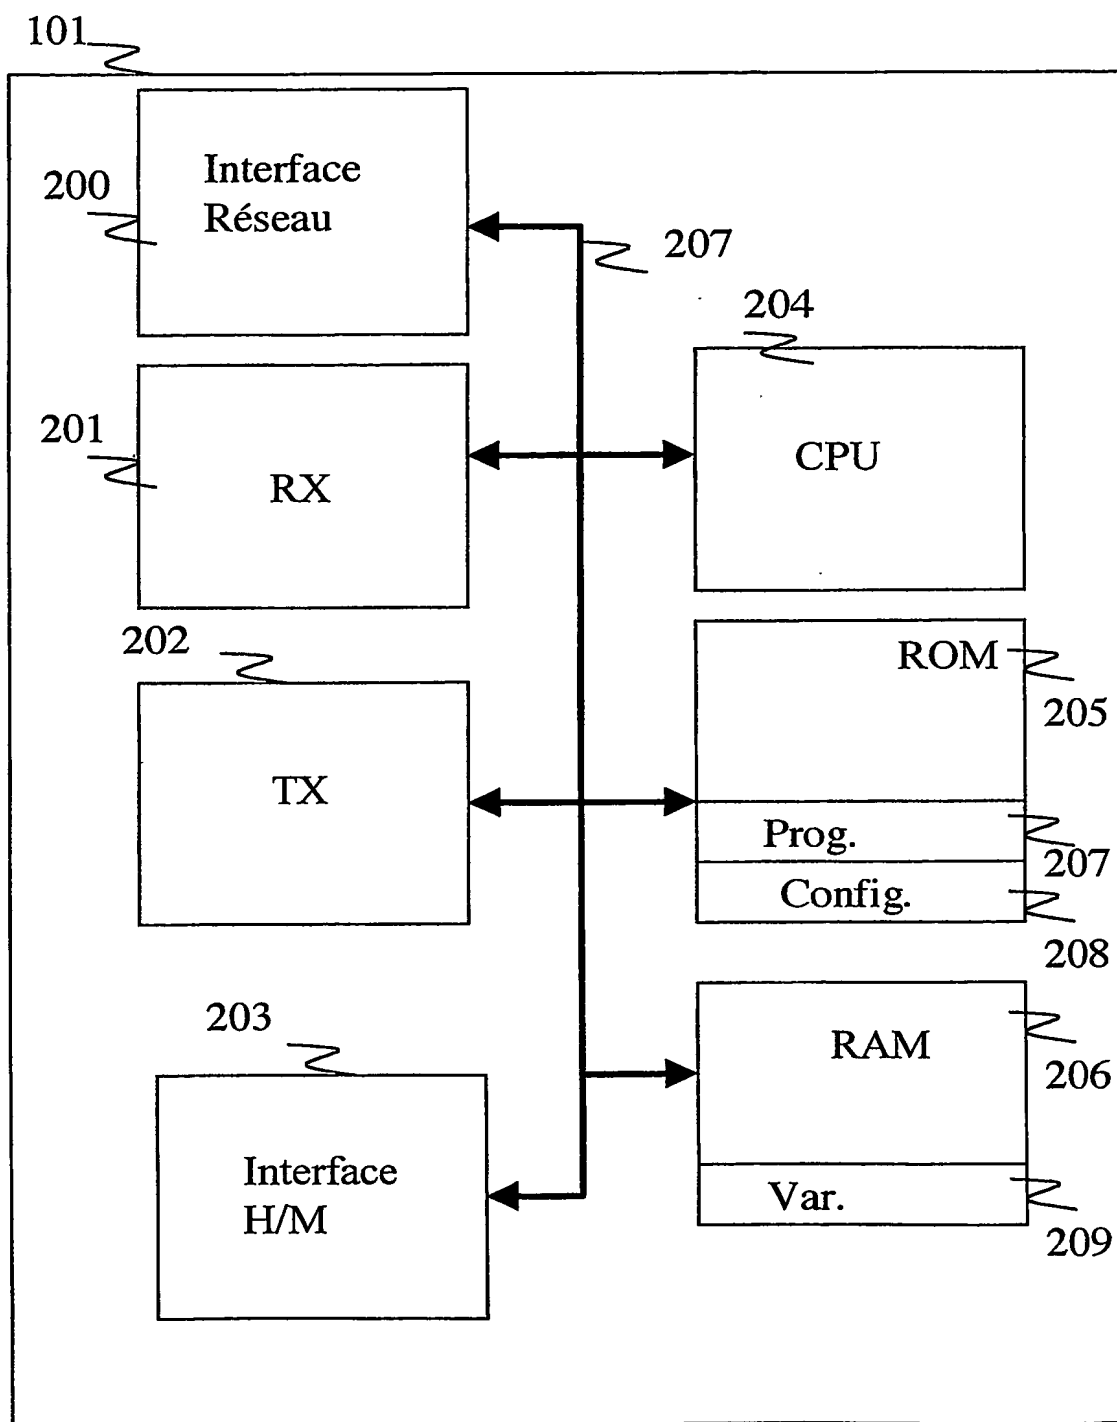 101
Interface
Réseau
200
207
204
CPU
201
RX
202
ROM
205
TX
Prog.
207
Config.
208
203
RAM
206
Interface
H/M
Var.
209